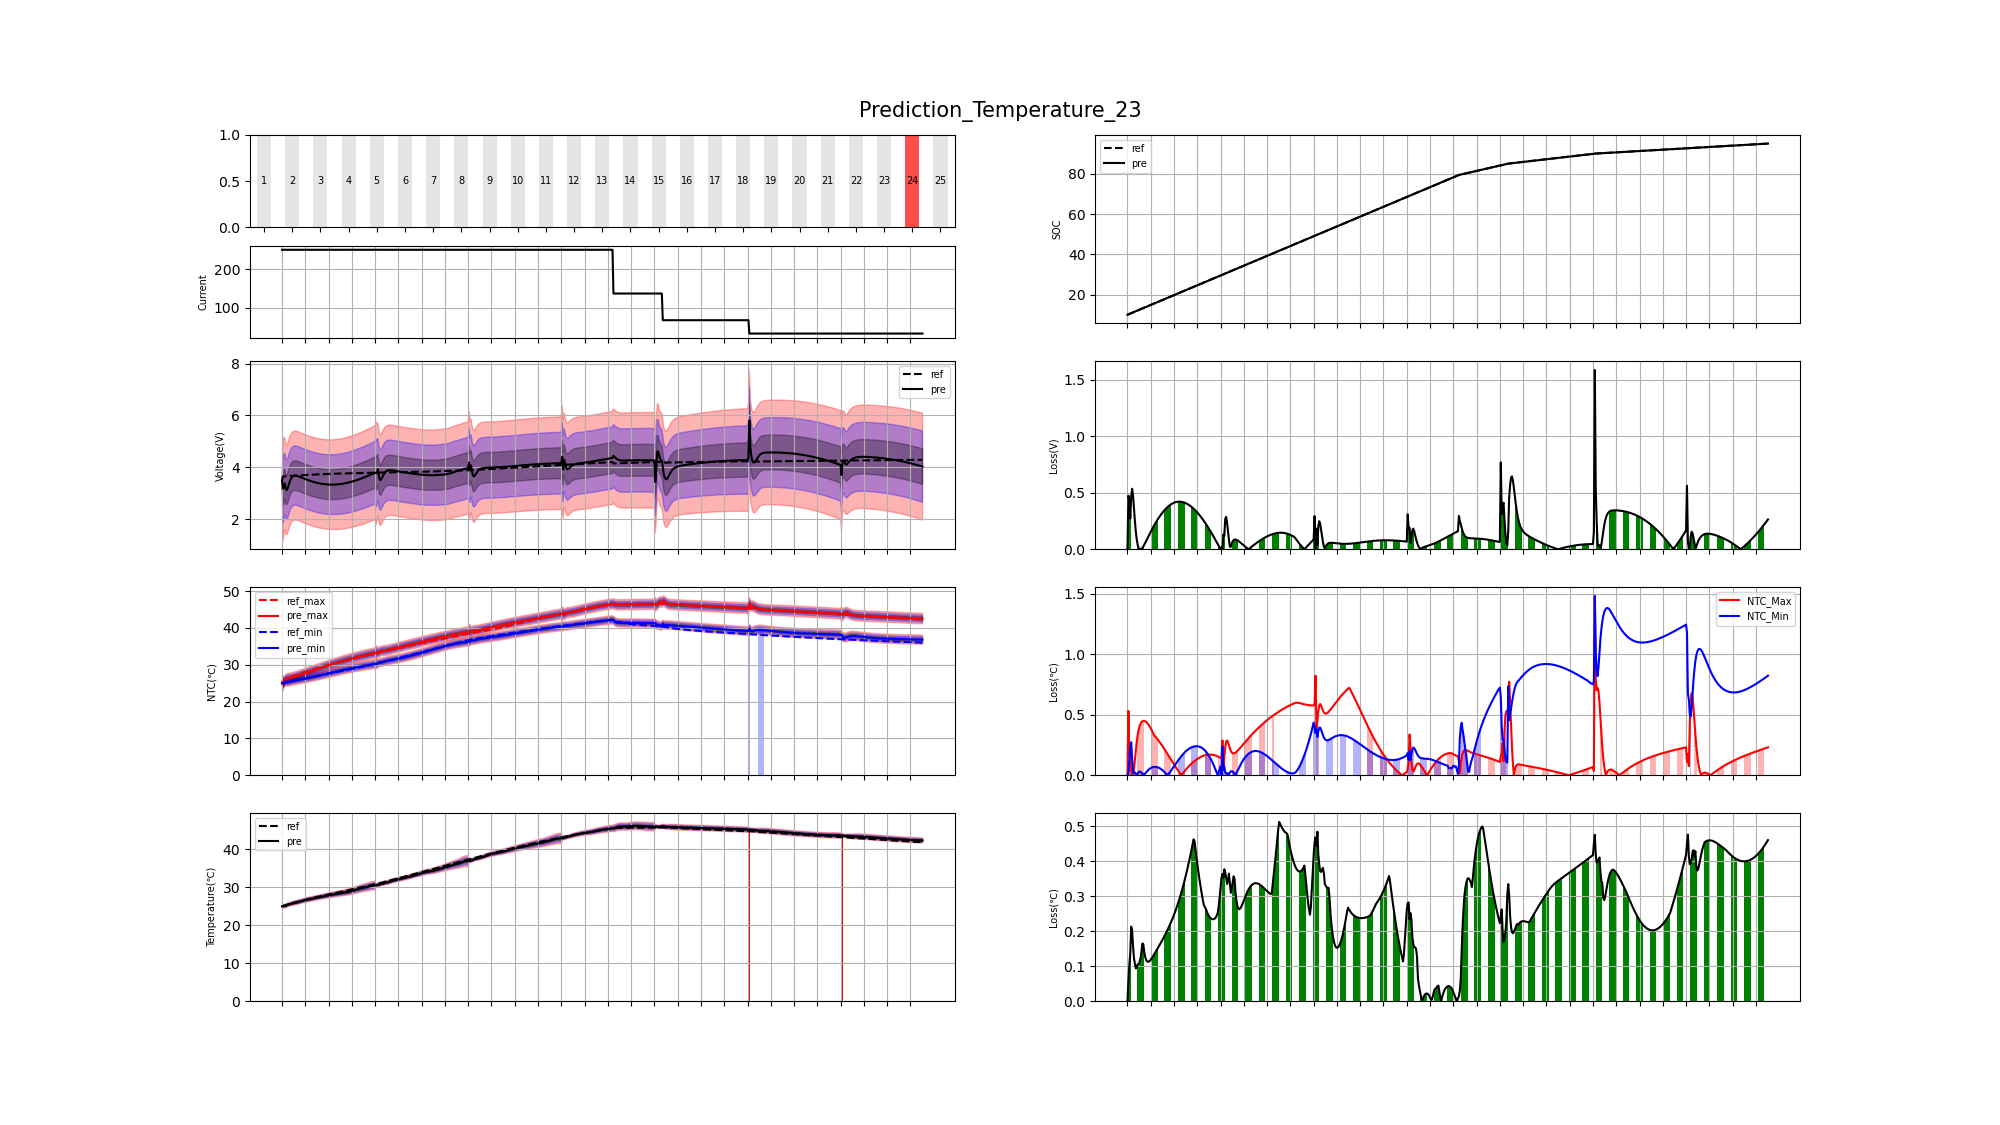 Prediction_Temperature_23
1.0
0.5
0.0
1 2 3 4 5 6 7 8 9 10 11 12 13 14 15 16 17 18 19 20 21 22 23 24 25
Current
200
100
Voltage(V)
8
6
4
2
ref
pre
NTC(℃)
50
40
30
20
10
0
ref_max
pre_max
ref_min
pre_min
Temperature(℃)
40
30
20
10
0
ref
pre
SOC
80
60
40
20
ref
pre
Loss(V)
1.5
1.0
0.5
0.0
Loss(℃)
1.5
1.0
0.5
0.0
NTC_Max
NTC_Min
Loss(℃)
0.5
0.4
0.3
0.2
0.1
0.0